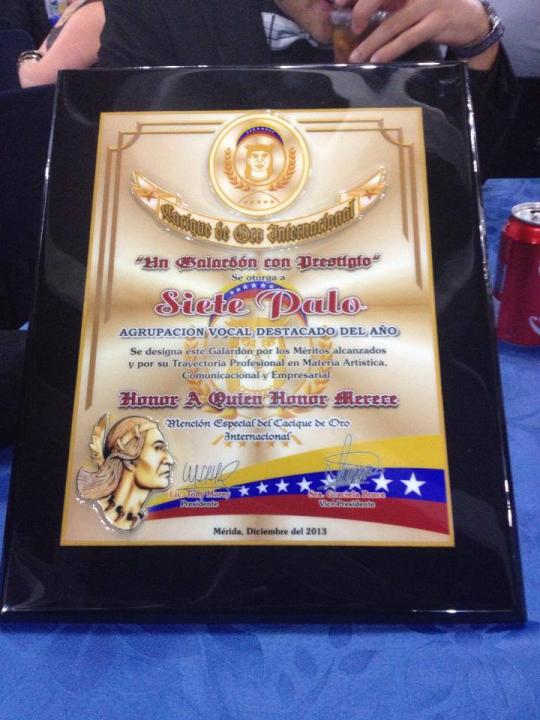 Cacique de Oro Internacional
"Un Galardón con Prestigio"
Se otorga a
Siete Palo
AGRUPACIÓN VOCAL DESTACADO DEL AÑO
Se designa este Galardón por los Méritos alcanzados
y por su Trayectoria Profesional en Materia Artística,
Comunicacional y Empresarial.
Honor A Quien Honor Merece
Mención Especial del Cacique de Oro
Internacional
Presidente
Sra. Graciela
Vice-Presidente
Mérida, Diciembre del 2013